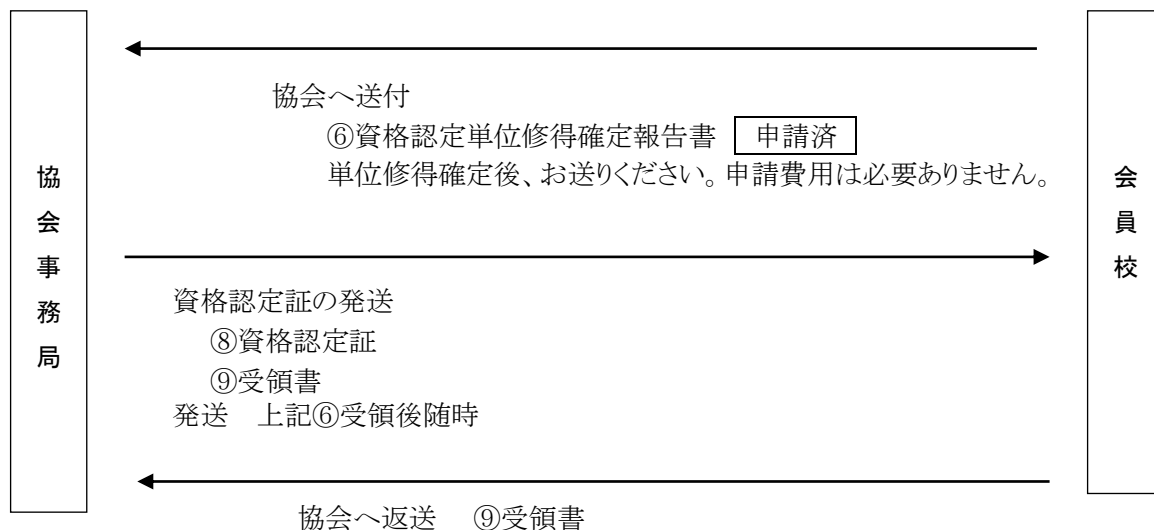 協会事務局
協会へ送付
⑥資格認定単位修得確定報告書 申請済
単位修得確定後、お送りください。申請費用は必要ありません。
会員校
資格認定証の発送
⑧資格認定証
⑨受領書
発送 上記⑥受領後随時
協会へ返送 ⑨受領書